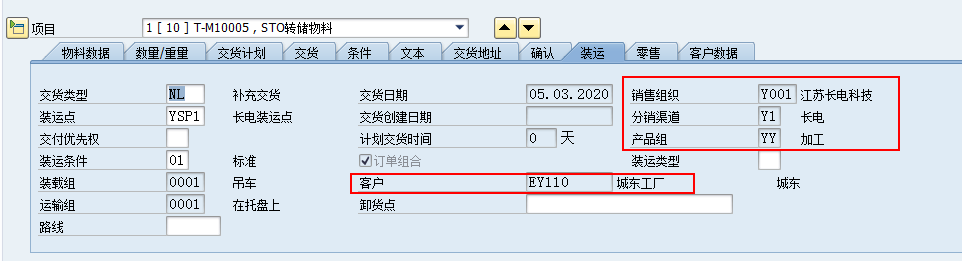 项目 1 [ 10 ] T-M10005 , STO转储物料
物料数据 数量/重量 交货计划 交货 条件 文本 交货地址 确认 装运 零售 客户数据
交货类型 NL 补充交货 交货日期 05.03.2020 销售组织 Y001 江苏长电科技
装运点 YSP1 长电装运点 交货创建日期 分销渠道 Y1 长电
交付优先权 计划交货时间 0 天 产品组 YY 加工
装运条件 01 标准 订单组合 装运类型
装载组 0001 吊车 客户 EY110 城东工厂 城东
运输组 0001 在托盘上 卸货点
路线